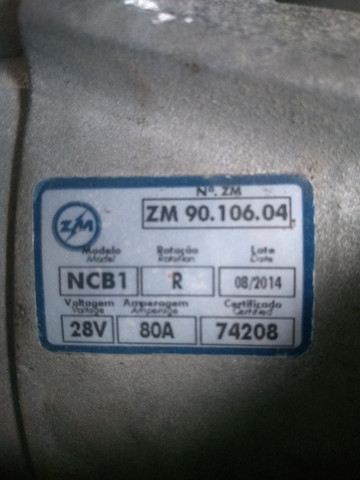 Nº. ZM
ZM
ZM 90.106.04
Modelo Rotação Lote
Model Rotation Date
NCB1 R 08/2014
Voltagem Amperagem Certificado
Voltage Amperage Certified
28V 80A 74208